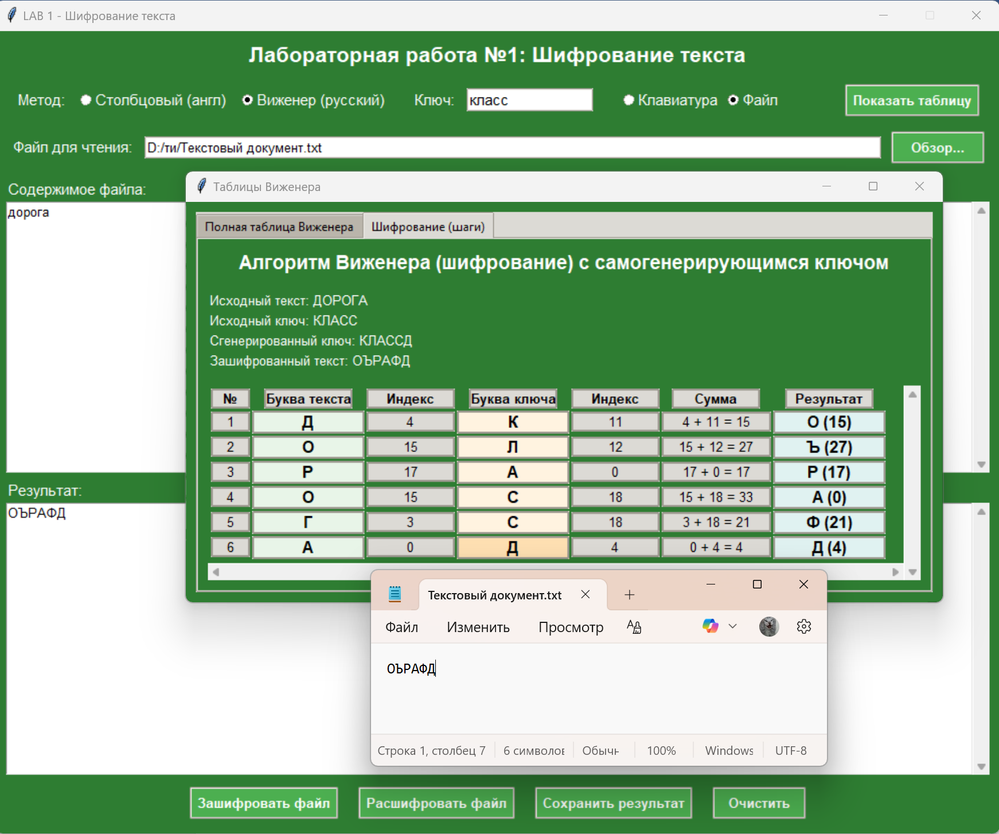 LAB 1 - Шифрование текста
Лабораторная работа №1: Шифрование текста
Метод: Столбцовый (англ) Виженер (русский) Ключ: класс Клавиатура Файл Показать таблицу
Файл для чтения: D:/ти/Текстовый документ.txt Обзор...
Содержимое файла:
дорога
Таблицы Виженера
Полная таблица Виженера Шифрование (шаги)
Алгоритм Виженера (шифрование) с самогенерирующимся ключом
Исходный текст: ДОРОГА
Исходный ключ: КЛАСС
Сгенерированный ключ: КЛАССД
Зашифрованный текст: ОЪРАФД
№ Буква текста Индекс Буква ключа Индекс Сумма Результат
1 Д 4 К 11 4 + 11 = 15 О (15)
2 О 15 Л 12 15 + 12 = 27 Ъ (27)
3 Р 17 А 0 17 + 0 = 17 Р (17)
4 О 15 С 18 15 + 18 = 33 А (0)
5 Г 3 С 18 3 + 18 = 21 Ф (21)
6 А 0 Д 4 0 + 4 = 4 Д (4)
Результат:
ОЪРАФД
Текстовый документ.txt
Файл Изменить Просмотр
ОЪРАФД
Строка 1, столбец 7 6 символов Обычн 100% Windows UTF-8
Зашифровать файл Расшифровать файл Сохранить результат Очистить